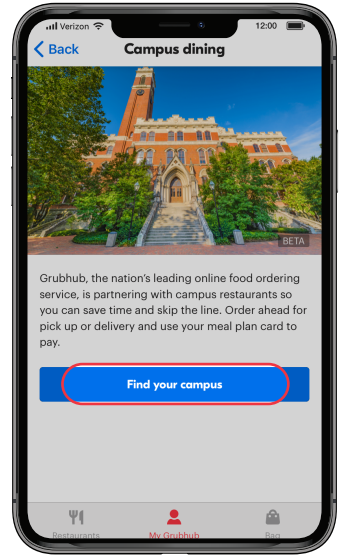 Verizon 12:00
Back Campus dining
BETA
Grubhub, the nation's leading online food ordering
service, is partnering with campus restaurants so
you can save time and skip the line. Order ahead for
pick up or delivery and use your meal plan card to
pay.
Find your campus
Restaurants My Grubhub Bag